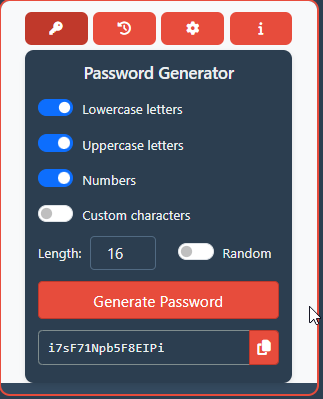 Password Generator
Lowercase letters
Uppercase letters
Numbers
Custom characters
Length: 16 Random
Generate Password
i7sF71Npb5F8EIPi